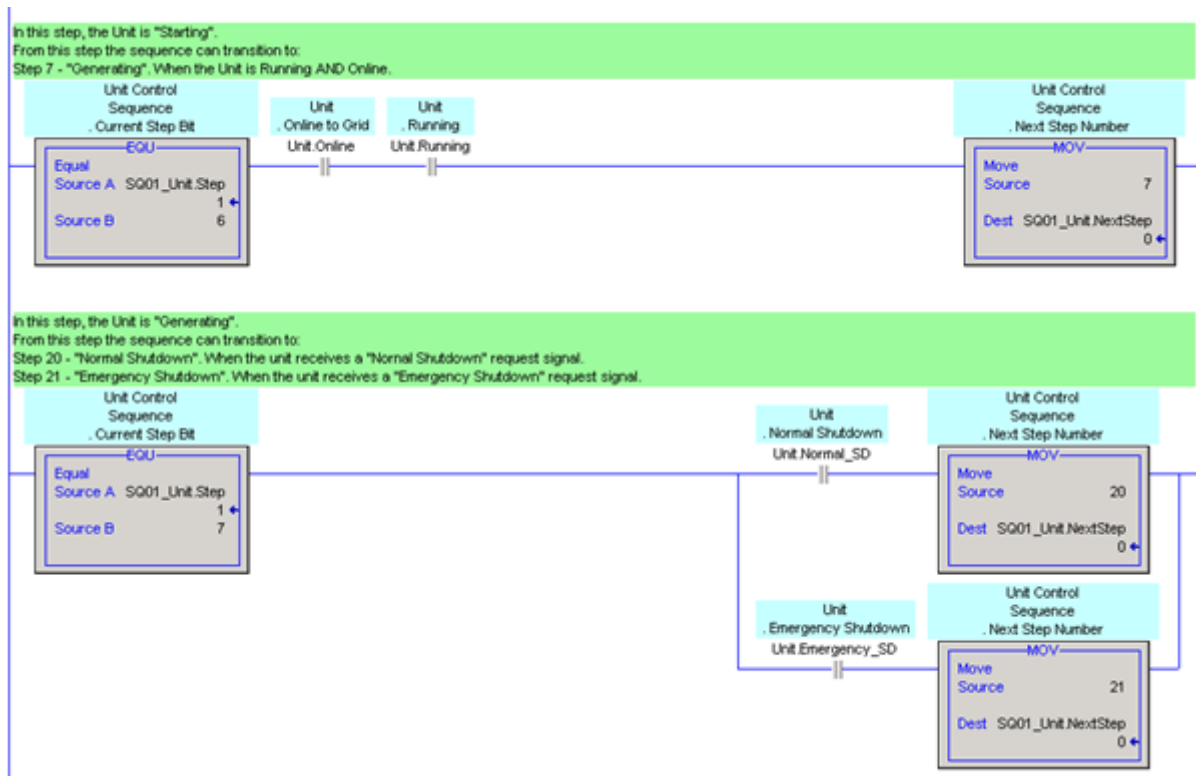 In this step, the Unit is "Starting".
From this step the sequence can transition to:
Step 7 - "Generating". When the Unit is Running AND Online.
Unit Control
Sequence
. Current Step Bit
EQU
Equal
Source A SQ01_Unit.Step
1
Source B 6
Unit
. Online to Grid
Unit.Online
Unit
. Running
Unit.Running
Unit Control
Sequence
. Next Step Number
MOV
Move
Source 7
Dest SQ01_Unit.NextStep
0
In this step, the Unit is "Generating".
From this step the sequence can transition to:
Step 20 - "Normal Shutdown". When the unit receives a "Nornal Shutdown" request signal.
Step 21 - "Emergency Shutdown". When the unit receives a "Emergency Shutdown" request signal.
Unit Control
Sequence
. Current Step Bit
EQU
Equal
Source A SQ01_Unit.Step
1
Source B 7
Unit
. Normal Shutdown
Unit.Normal_SD
Unit Control
Sequence
. Next Step Number
MOV
Move
Source 20
Dest SQ01_Unit.NextStep
0
Unit
. Emergency Shutdown
Unit.Emergency_SD
Unit Control
Sequence
. Next Step Number
MOV
Move
Source 21
Dest SQ01_Unit.NextStep
0